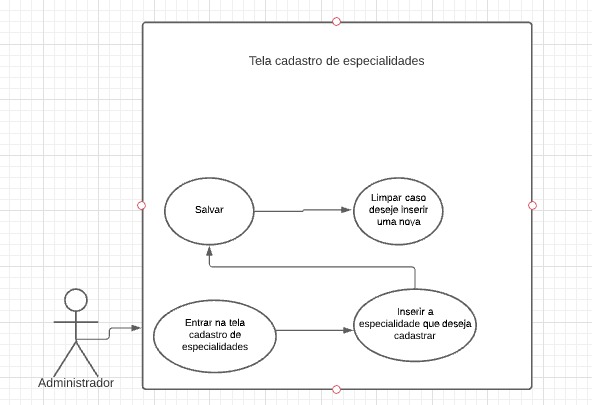 Tela cadastro de especialidades
Salvar
Limpar caso
deseje inserir
uma nova
Entrar na tela
cadastro de
especialidades
Inserir a
especialidade que deseja
cadastrar
Administrador